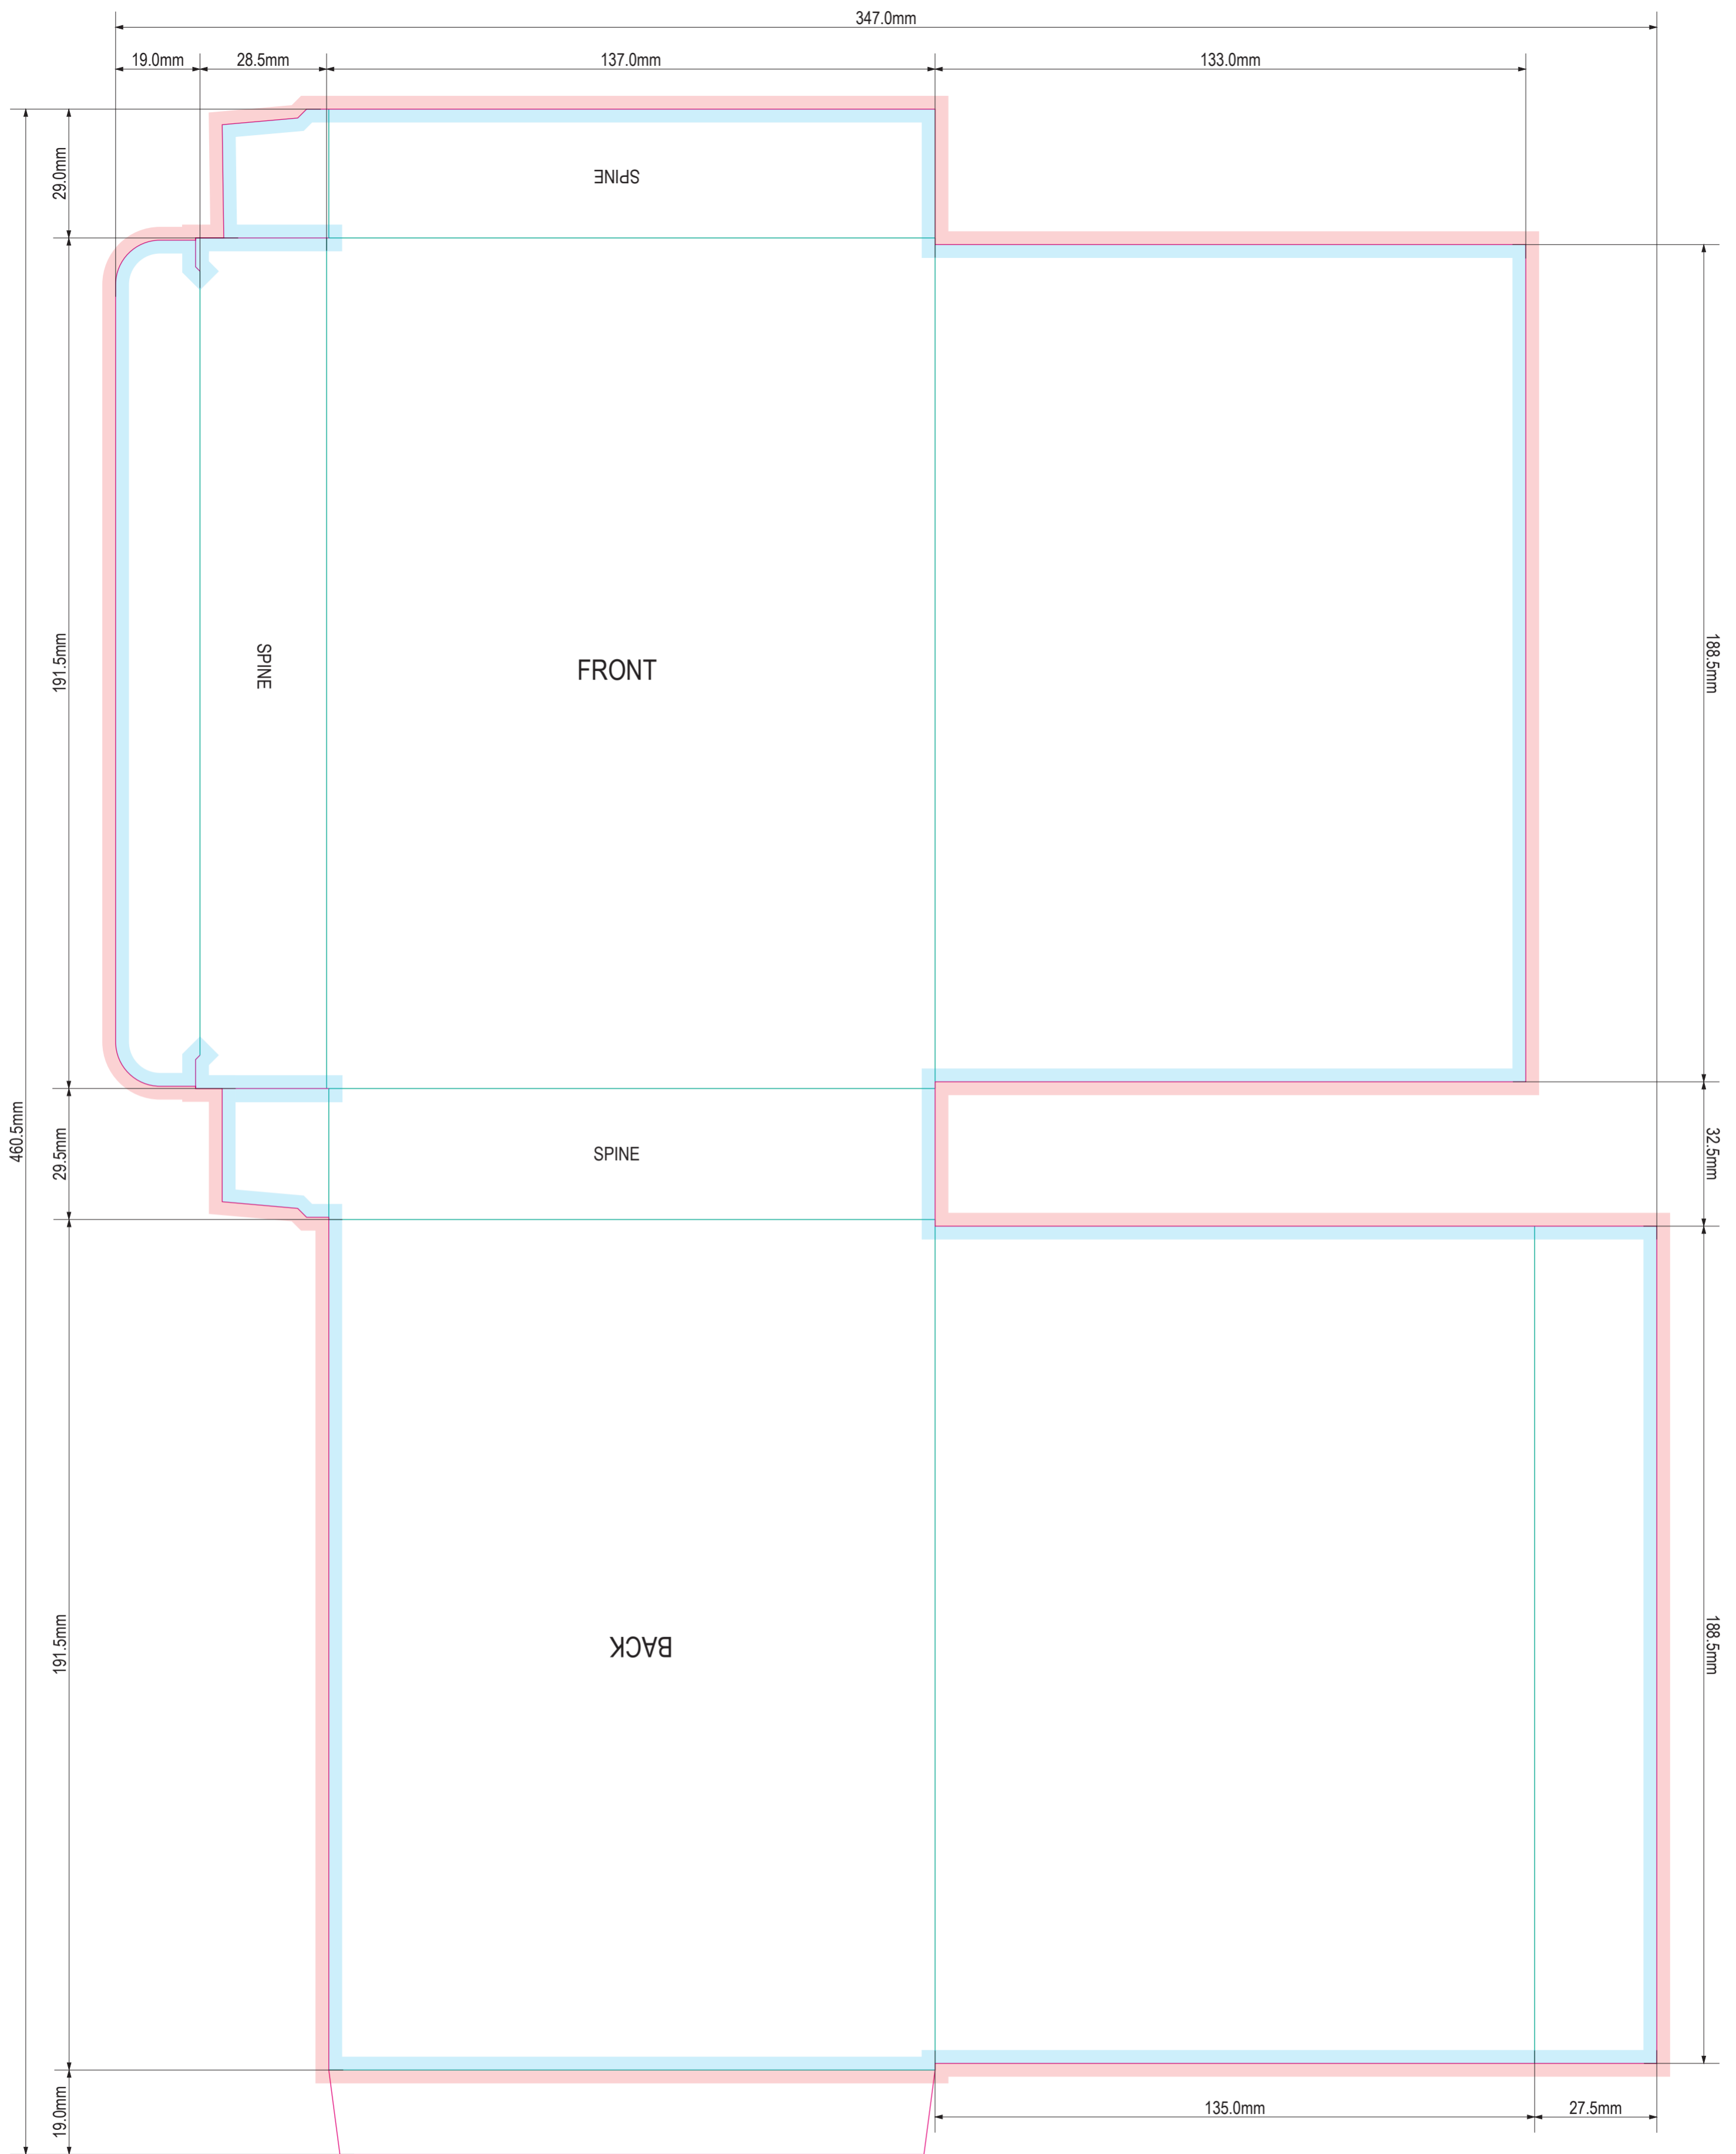 347.0mm
19.0mm 28.5mm 137.0mm 133.0mm
29.0mm
SPINE
191.5mm
SPINE
FRONT
188.5mm
460.5mm
29.5mm
SPINE
32.5mm
191.5mm
BACK
188.5mm
19.0mm
135.0mm 27.5mm